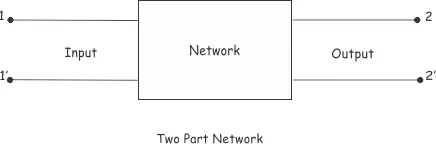 1 2
Input Network Output
1' 2'
Two Part Network